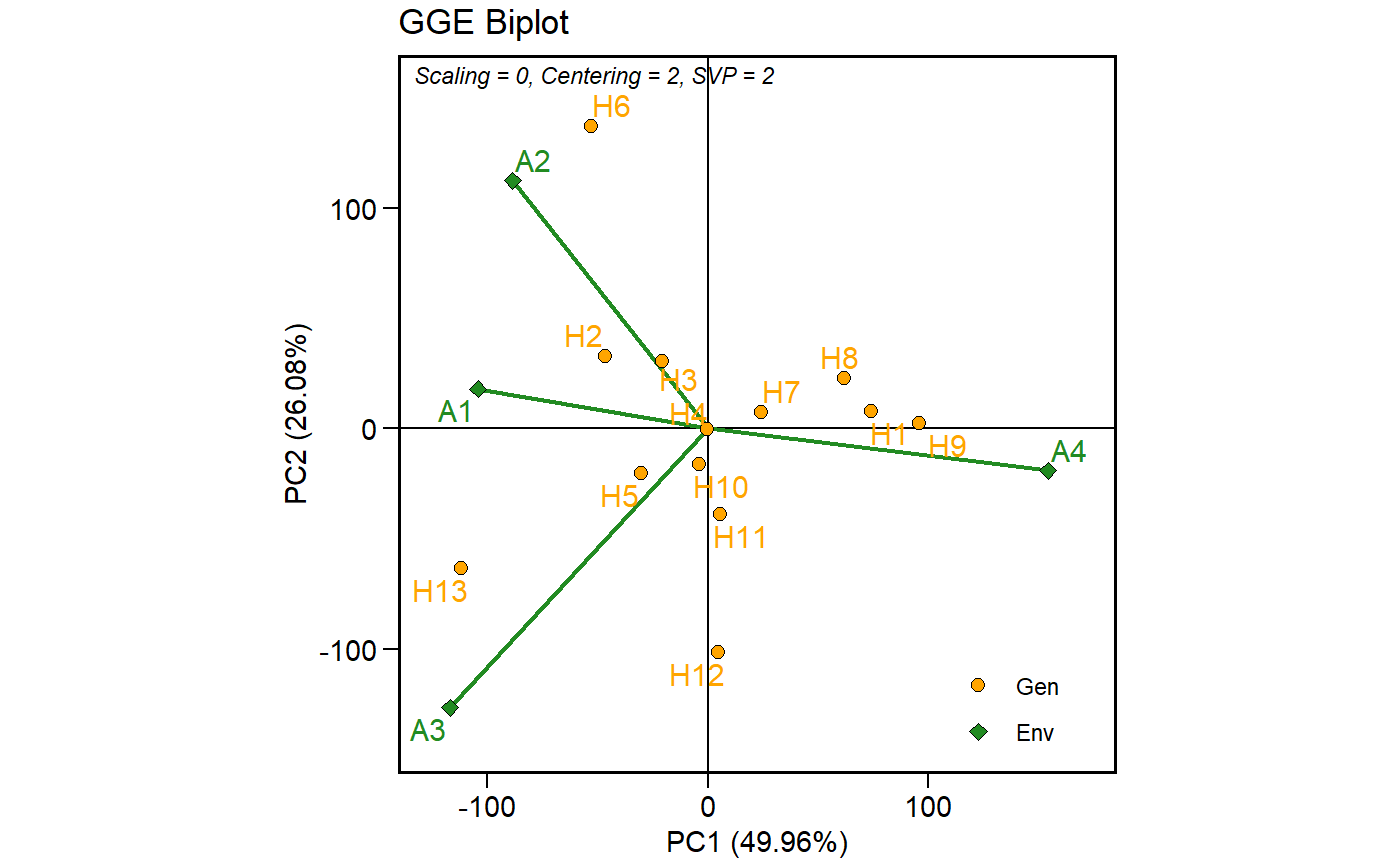 GGE Biplot
Scaling = 0, Centering = 2, SVP = 2
H6
A2
100
H2
H8
H3
H7
A1
H4
0
H1
H9
A4
PC2 (26.08%)
H5
H10
H11
H13
-100
H12
Gen
A3
Env
-100
0
100
PC1 (49.96%)